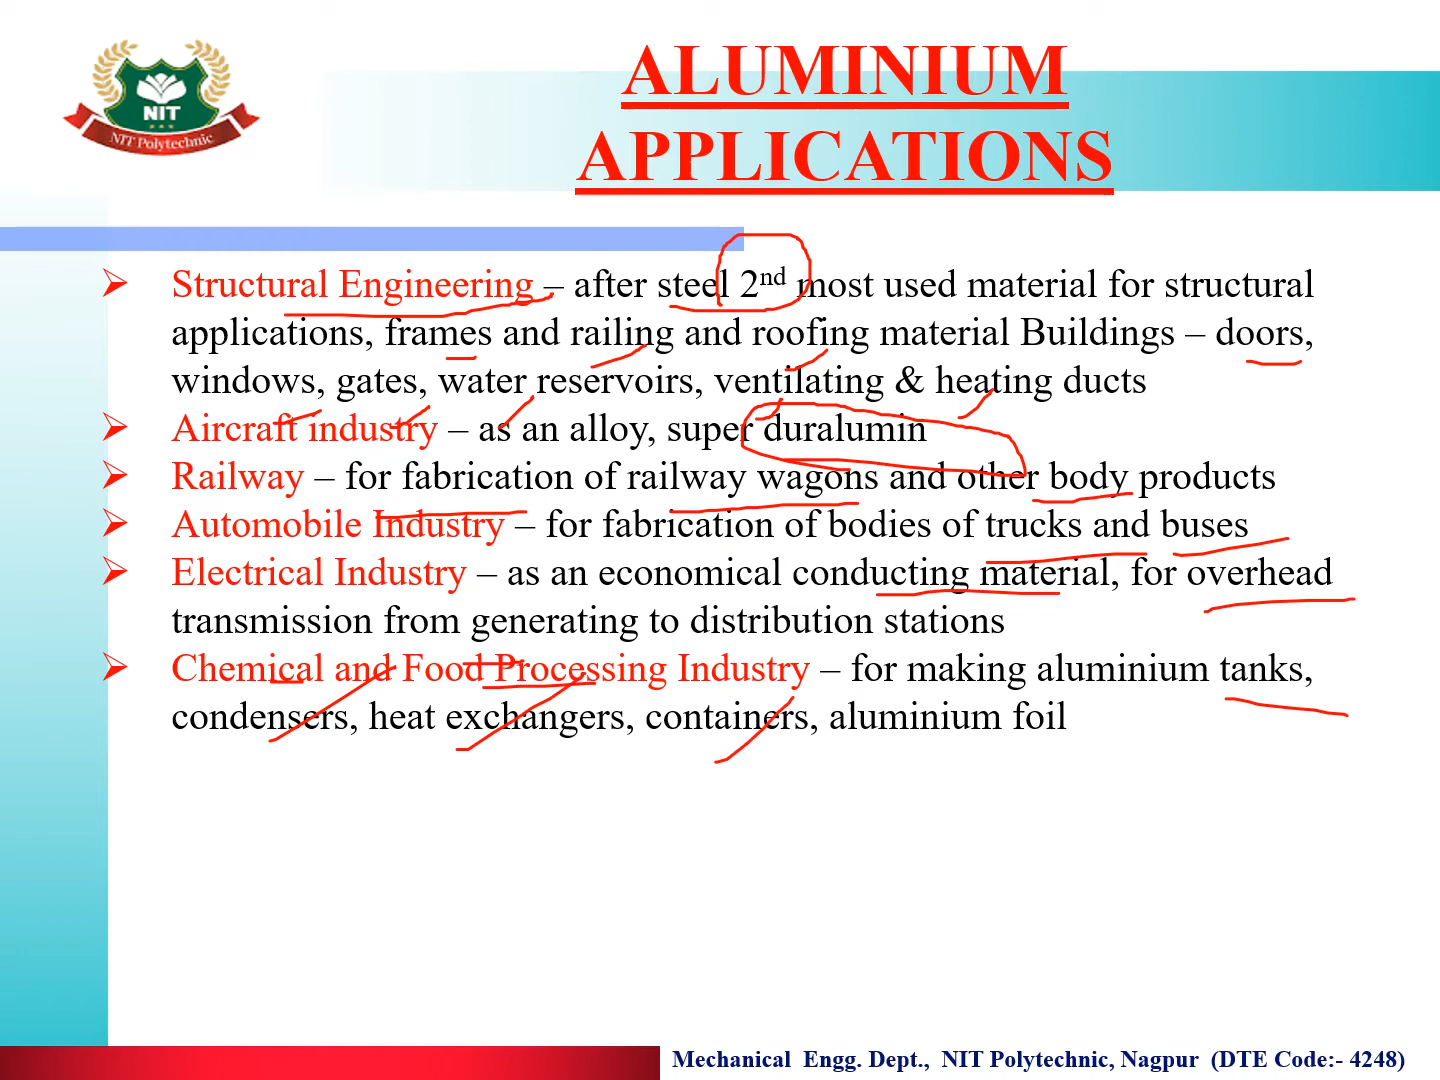 NIT
NIT Polytechnic
ALUMINIUM
APPLICATIONS
Structural Engineering – after steel 2nd most used material for structural
applications, frames and railing and roofing material Buildings – doors,
windows, gates, water reservoirs, ventilating & heating ducts
Aircraft industry – as an alloy, super duralumin
Railway – for fabrication of railway wagons and other body products
Automobile Industry – for fabrication of bodies of trucks and buses
Electrical Industry – as an economical conducting material, for overhead
transmission from generating to distribution stations
Chemical and Food Processing Industry – for making aluminium tanks,
condensers, heat exchangers, containers, aluminium foil
Mechanical Engg. Dept., NIT Polytechnic, Nagpur (DTE Code:- 4248)